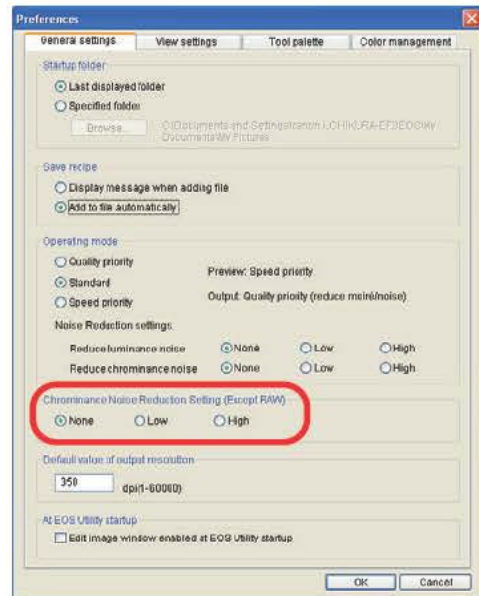 Preferences
General settings View settings Tool palette Color management
Startup folder
Last displayed folder
Specified folder
Browse...
Documents\My Pictures
Save recipe
Display message when adding file
Add to file automatically
Operating mode
Quality priority
Preview: Speed priority
Standard
Output: Quality priority (reduce moiré/noise)
Speed priority
Noise Reduction settings
Reduce luminance noise None Low High
Reduce chrominance noise None Low High
Chrominance Noise Reduction Setting (Except RAW)
None Low High
Default value of output resolution
350 dpi(1-60000)
At EOS Utility startup
Edit image window enabled at EOS Utility startup
OK Cancel